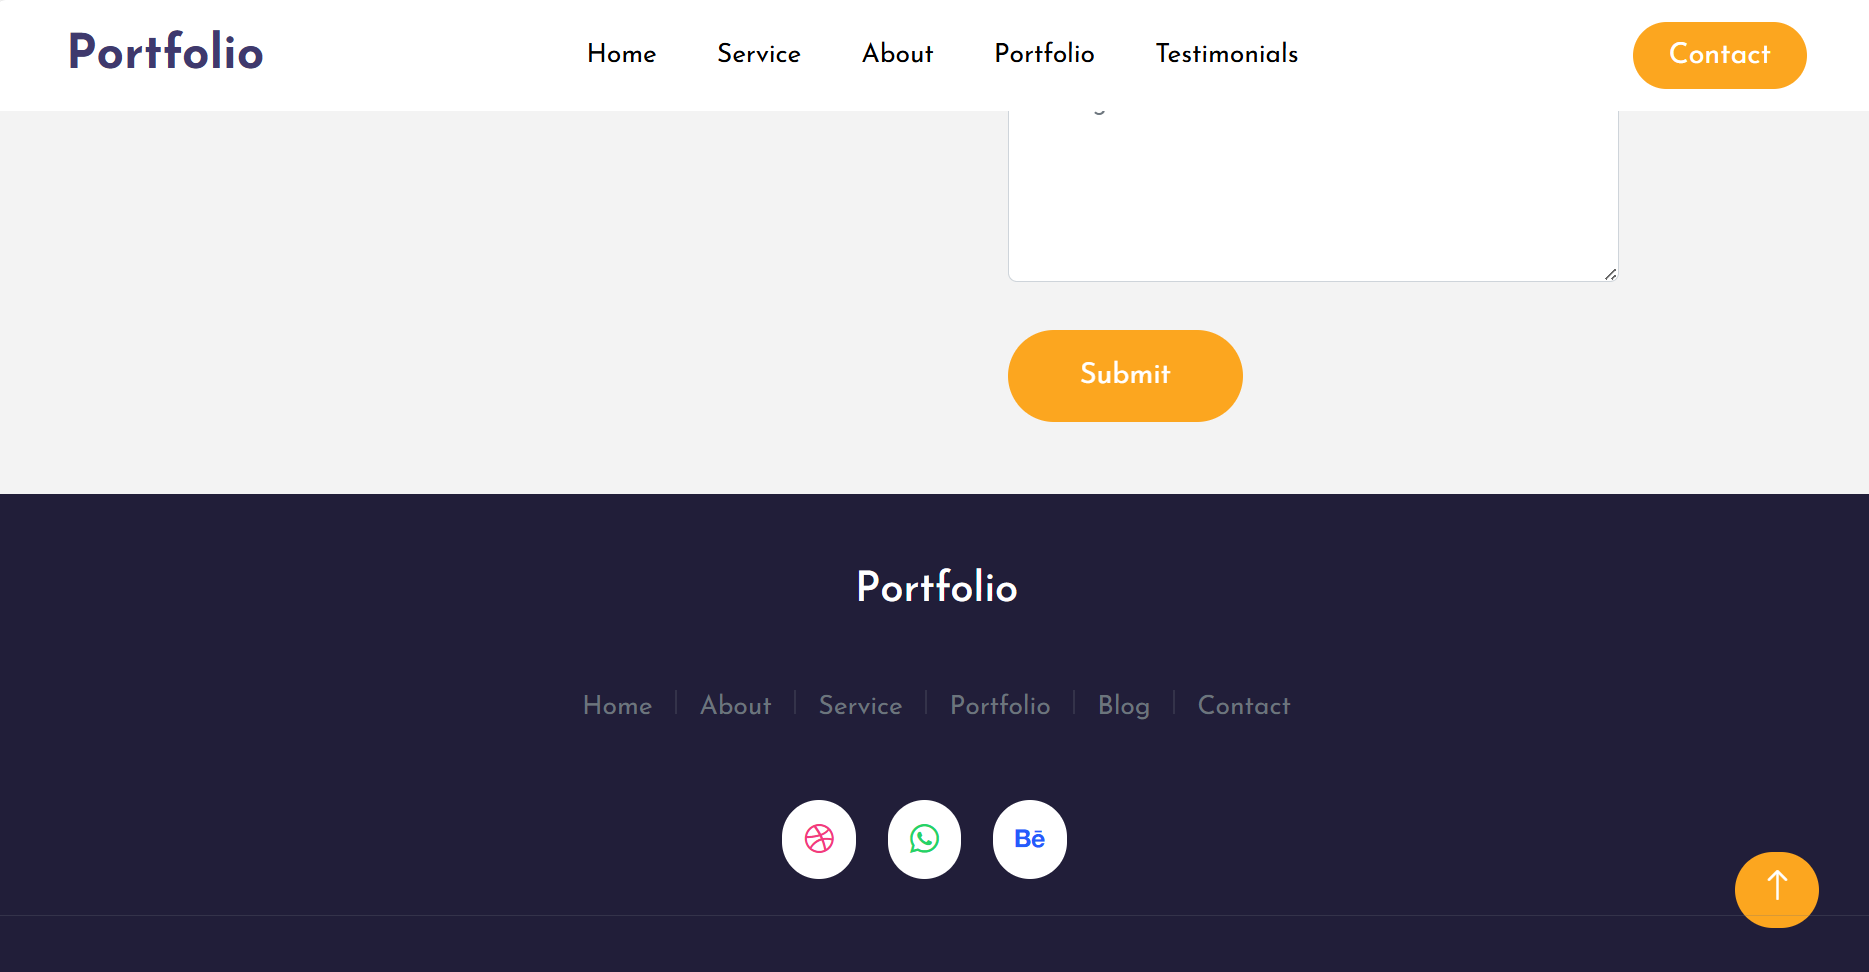 Portfolio Home Service About Portfolio Testimonials Contact
Submit
Portfolio
Home About Service Portfolio Blog Contact
Bē